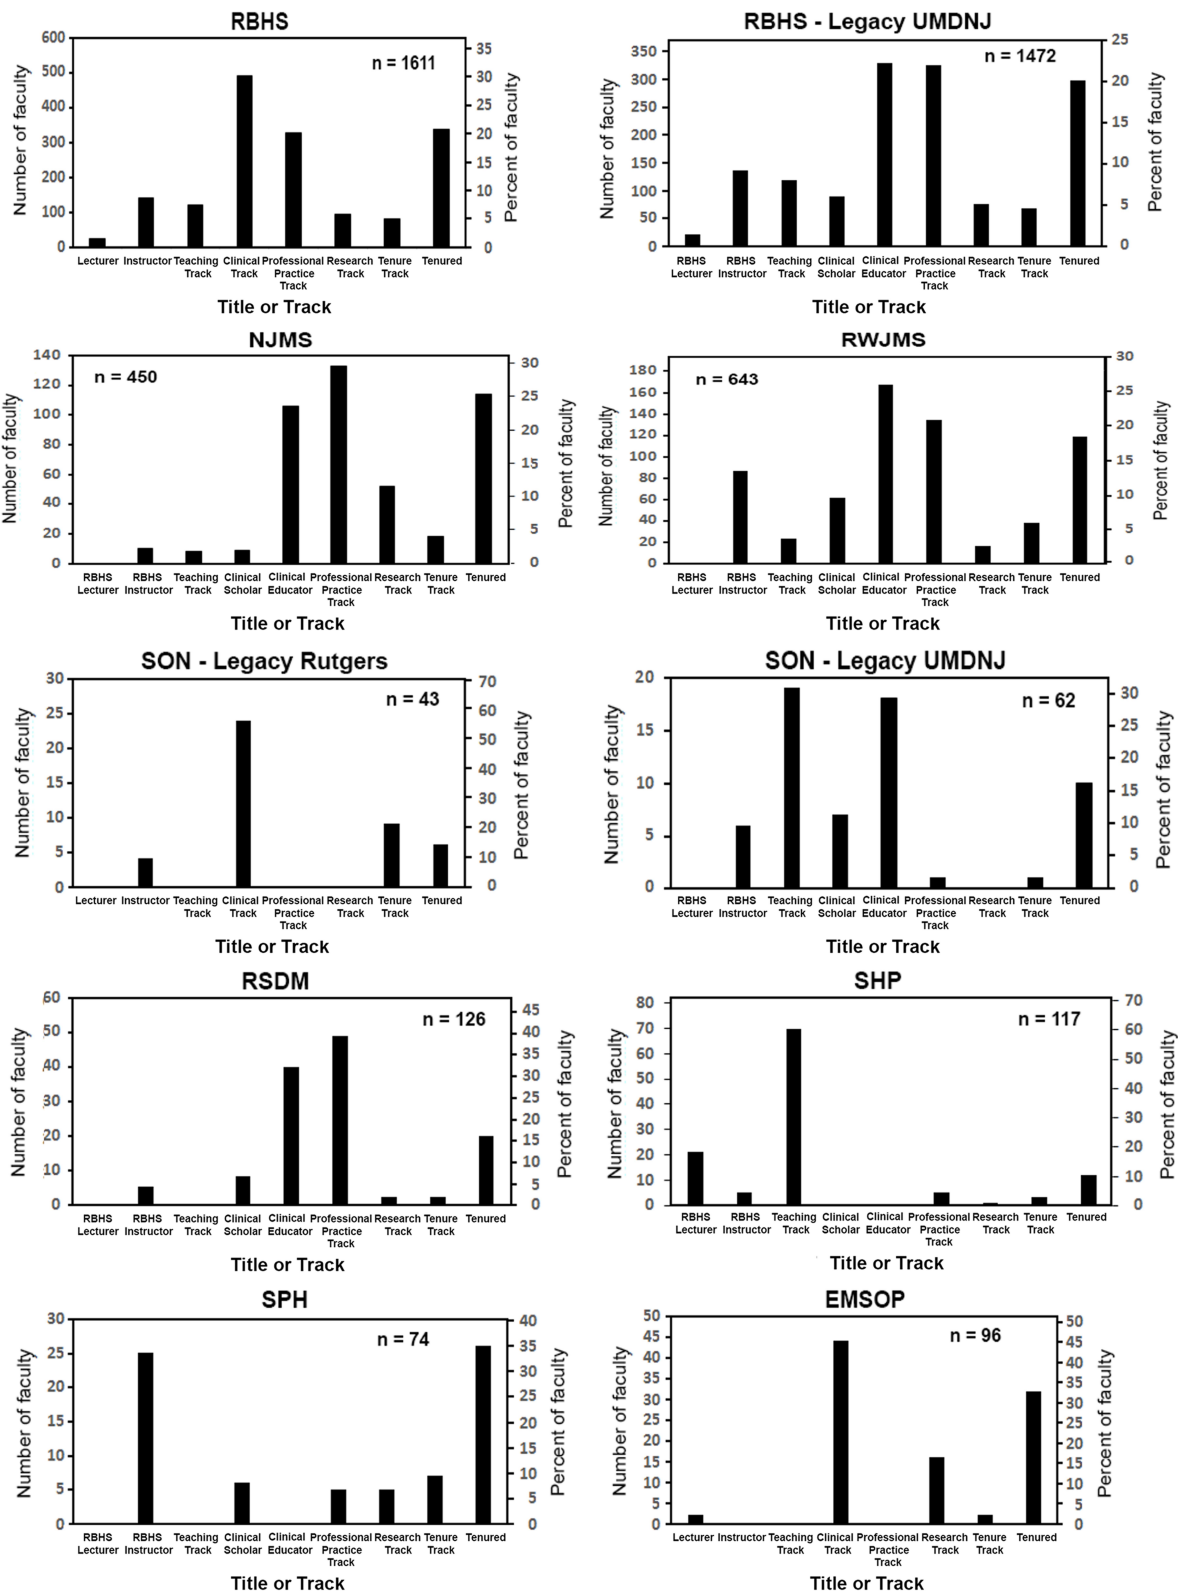 RBHS
n = 1611
Number of faculty
600
500
400
300
200
100
0
35
30
25
20
15
10
5
0
Percent of faculty
Lecturer Instructor Teaching Track Clinical Track Professional Practice Track Research Track Tenure Track Tenured
Title or Track
RBHS - Legacy UMDNJ
n = 1472
Number of faculty
350
300
250
200
150
100
50
0
25
20
15
10
5
0
Percent of faculty
RBHS Lecturer RBHS Instructor Teaching Track Clinical Scholar Clinical Educator Professional Practice Track Research Track Tenure Track Tenured
Title or Track
NJMS
n = 450
Number of faculty
140
120
100
80
60
40
20
0
30
25
20
15
10
5
0
Percent of faculty
RBHS Lecturer RBHS Instructor Teaching Track Clinical Scholar Clinical Educator Professional Practice Track Research Track Tenure Track Tenured
Title or Track
RWJMS
n = 643
Number of faculty
180
160
140
120
100
80
60
40
20
0
30
25
20
15
10
5
0
Percent of faculty
RBHS Lecturer RBHS Instructor Teaching Track Clinical Scholar Clinical Educator Professional Practice Track Research Track Tenure Track Tenured
Title or Track
SON - Legacy Rutgers
n = 43
Number of faculty
30
25
20
15
10
5
0
70
60
50
40
30
20
10
0
Percent of faculty
Lecturer Instructor Teaching Track Clinical Track Professional Practice Track Research Track Tenure Track Tenured
Title or Track
SON - Legacy UMDNJ
n = 62
Number of faculty
20
15
10
5
0
30
25
20
15
10
5
0
Percent of faculty
RBHS Lecturer RBHS Instructor Teaching Track Clinical Scholar Clinical Educator Professional Practice Track Research Track Tenure Track Tenured
Title or Track
RSDM
n = 126
Number of faculty
60
50
40
30
20
10
0
45
40
35
30
25
20
15
10
5
0
Percent of faculty
RBHS Lecturer RBHS Instructor Teaching Track Clinical Scholar Clinical Educator Professional Practice Track Research Track Tenure Track Tenured
Title or Track
SHP
n = 117
Number of faculty
80
70
60
50
40
30
20
10
0
70
60
50
40
30
20
10
0
Percent of faculty
RBHS Lecturer RBHS Instructor Teaching Track Clinical Scholar Clinical Educator Professional Practice Track Research Track Tenure Track Tenured
Title or Track
SPH
n = 74
Number of faculty
30
25
20
15
10
5
0
40
35
30
25
20
15
10
5
0
Percent of faculty
RBHS Lecturer RBHS Instructor Teaching Track Clinical Scholar Clinical Educator Professional Practice Track Research Track Tenure Track Tenured
Title or Track
EMSOP
n = 96
Number of faculty
50
45
40
35
30
25
20
15
10
5
0
50
45
40
35
30
25
20
15
10
5
0
Percent of faculty
Lecturer Instructor Teaching Track Clinical Track Professional Practice Track Research Track Tenure Track Tenured
Title or Track